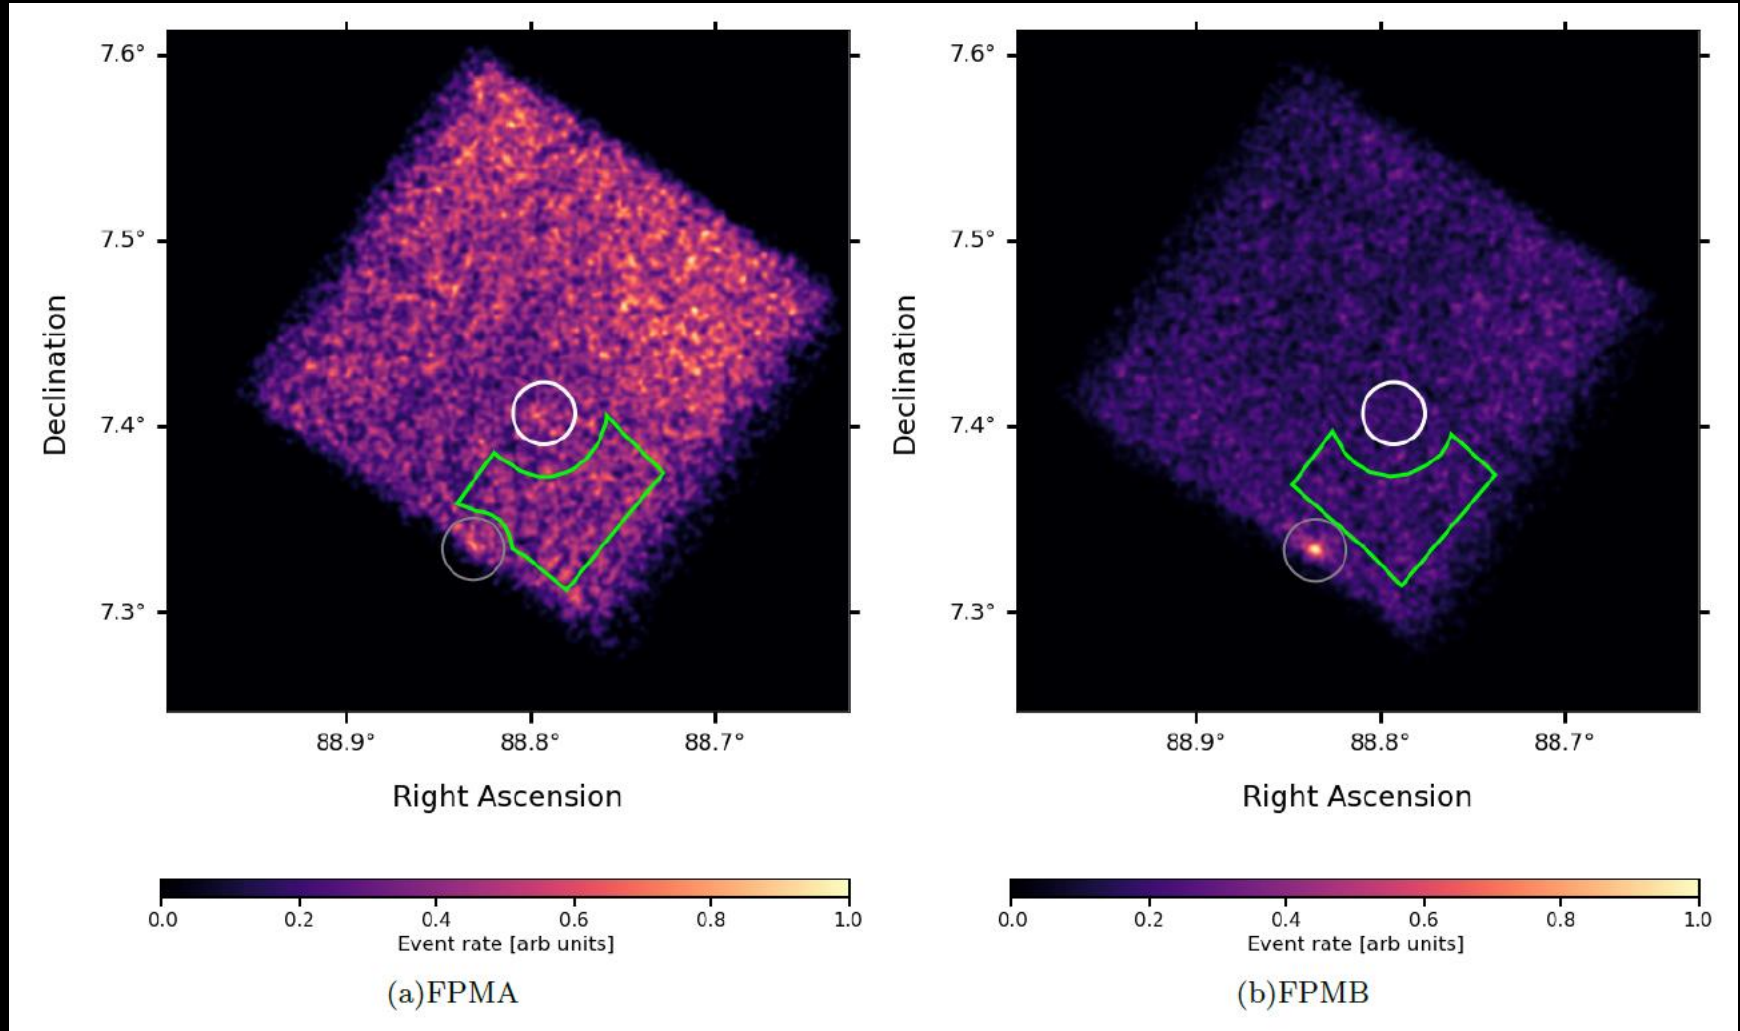 7.6°
7.5°
7.4°
7.3°
Declination
88.9° 88.8° 88.7°
Right Ascension
0.0 0.2 0.4 0.6 0.8 1.0
Event rate [arb units]
(a)FPMA
7.6°
7.5°
7.4°
7.3°
Declination
88.9° 88.8° 88.7°
Right Ascension
0.0 0.2 0.4 0.6 0.8 1.0
Event rate [arb units]
(b)FPMB